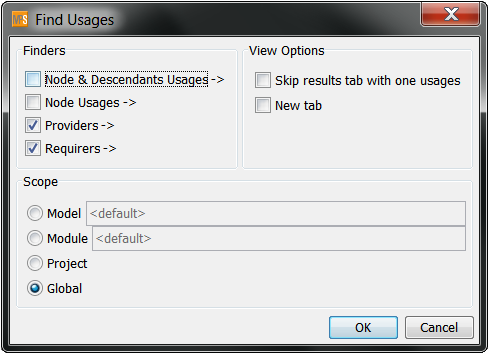 MPS Find Usages
Finders
Node & Descendants Usages ->
Node Usages ->
Providers ->
Requirers ->
View Options
Skip results tab with one usages
New tab
Scope
Model <default>
Module <default>
Project
Global
OK Cancel